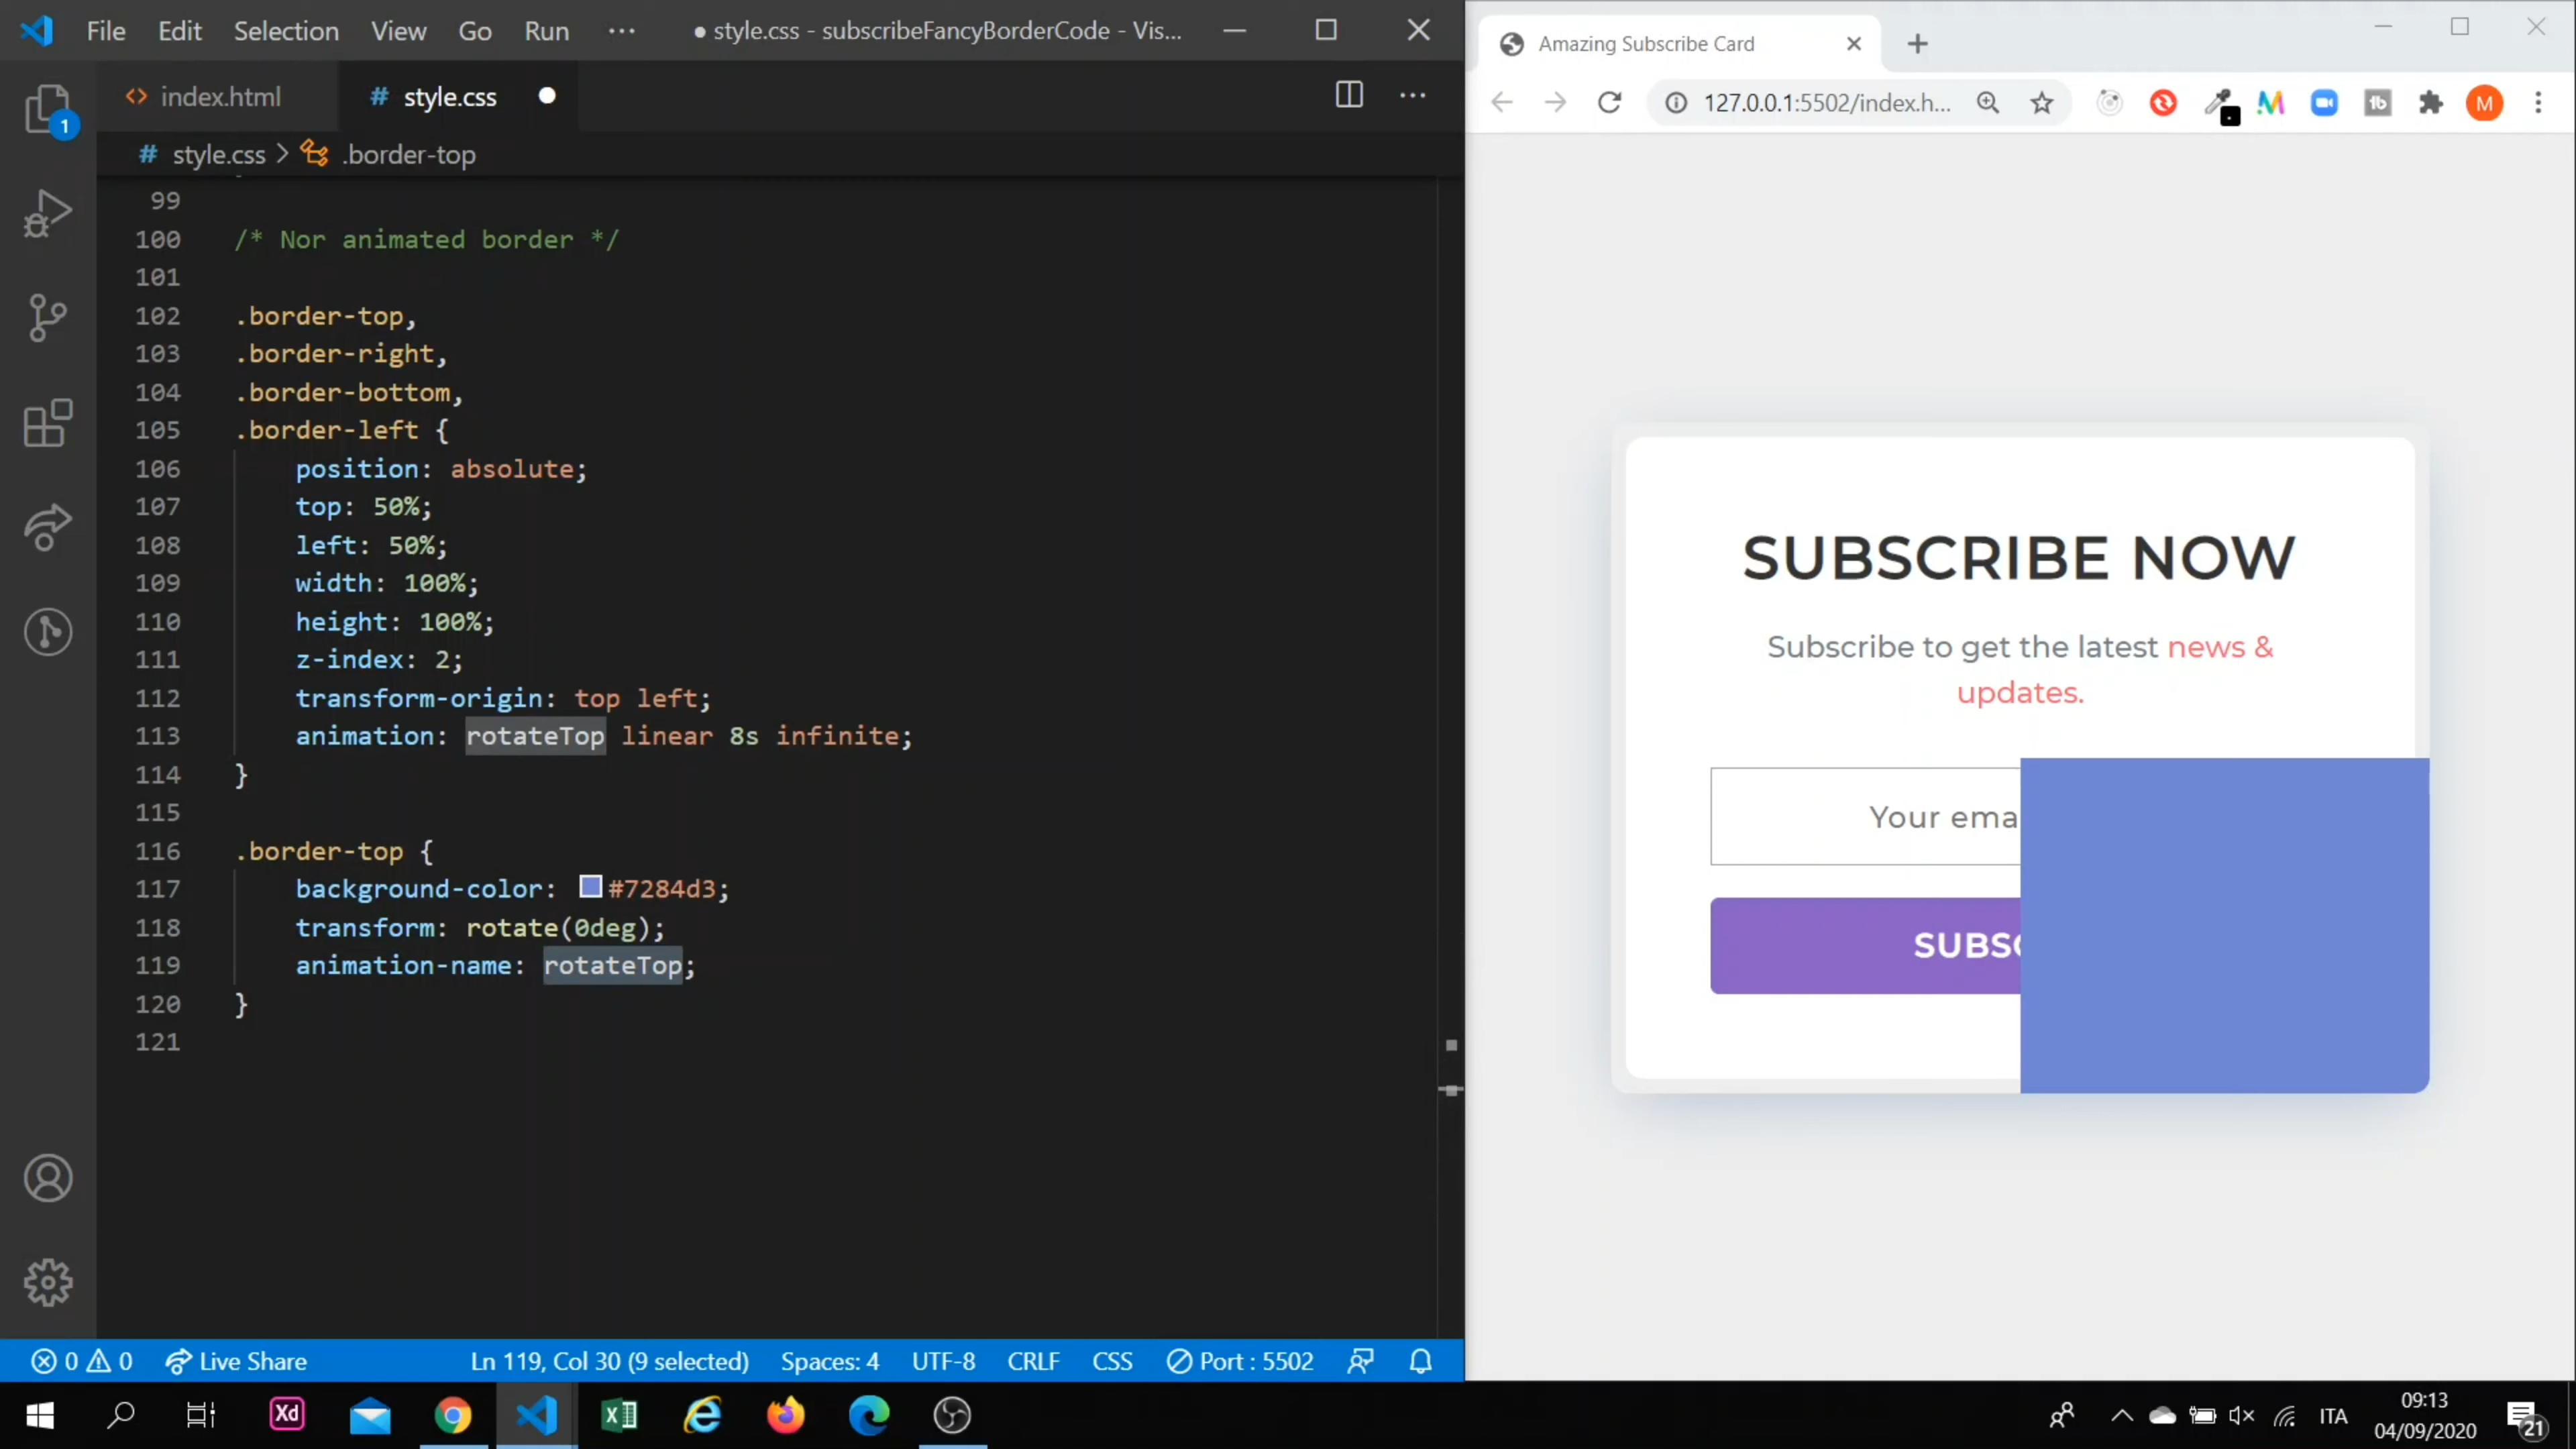 File Edit Selection View Go Run ··· ● style.css - subscribeFancyBorderCode - Vis...
index.html
# style.css
1
# style.css > .border-top
99
100 /* Nor animated border */
101
102 .border-top,
103 .border-right,
104 .border-bottom,
105 .border-left {
106 position: absolute;
107 top: 50%;
108 left: 50%;
109 width: 100%;
110 height: 100%;
111 z-index: 2;
112 transform-origin: top left;
113 animation: rotateTop linear 8s infinite;
114 }
115
116 .border-top {
117 background-color: #7284d3;
118 transform: rotate(0deg);
119 animation-name: rotateTop;
120 }
121
0 0 Live Share Ln 119, Col 30 (9 selected) Spaces: 4 UTF-8 CRLF CSS Port : 5502
Amazing Subscribe Card
127.0.0.1:5502/index.h...
M
SUBSCRIBE NOW
Subscribe to get the latest news &
updates.
Your ema
SUBSC
Xd
ITA
09:13
04/09/2020
21